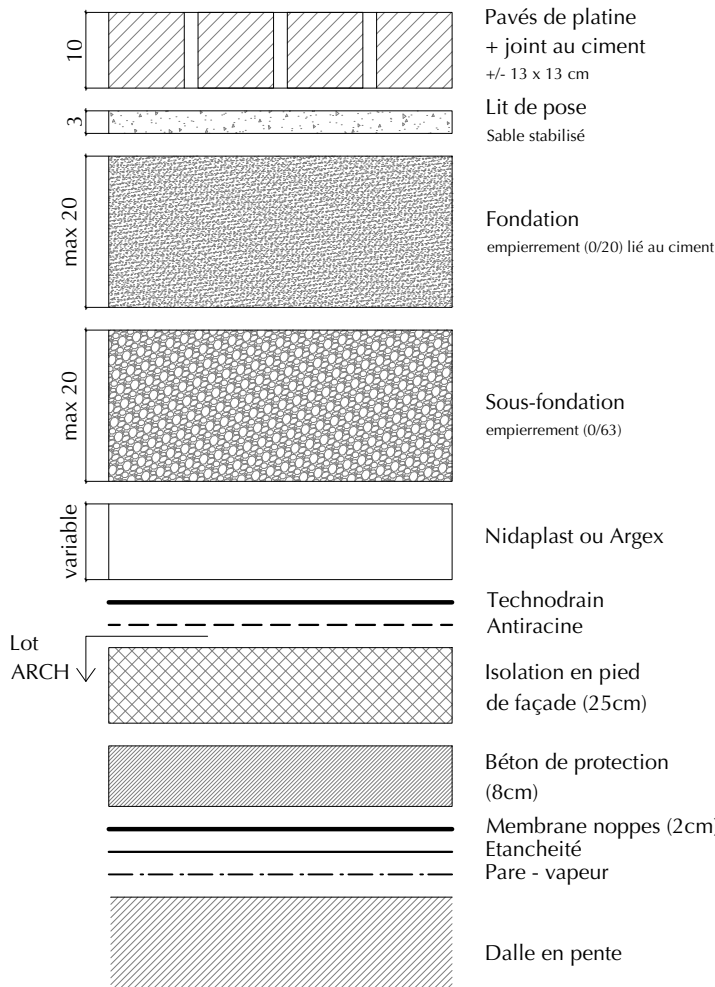 10
Pavés de platine
+ joint au ciment
+/- 13 x 13 cm
3
Lit de pose
Sable stabilisé
max 20
Fondation
empierrement (0/20) lié au ciment
max 20
Sous-fondation
empierrement (0/63)
variable
Nidaplast ou Argex
Technodrain
Antiracine
Lot
ARCH
Isolation en pied
de façade (25cm)
Béton de protection
(8cm)
Membrane noppes (2cm)
Etancheité
Pare - vapeur
Dalle en pente